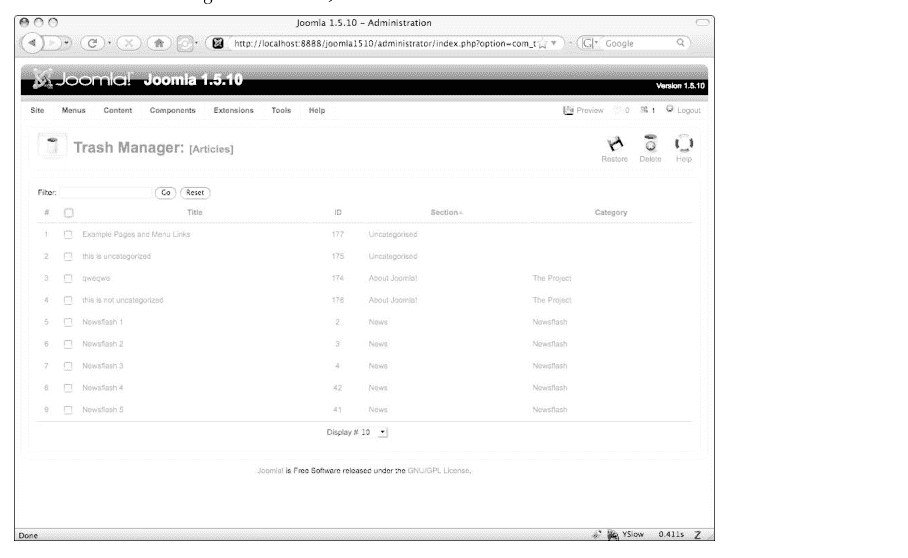 Joomla 1.5.10 – Administration
http://localhost:8888/joomla1510/administrator/index.php?option=com_t
Google
Joomla! Joomla 1.5.10
Version 1.5.10
Site Menus Content Components Extensions Tools Help Preview 0 1 Logout
Trash Manager: [Articles]
Restore Delete Help
Filter: Go Reset
# Title ID Section Category
1 Example Pages and Menu Links 177 Uncategorised
2 this is uncategorized 175 Uncategorised
3 qweqwe 174 About Joomla! The Project
4 this is not uncategorized 176 About Joomla! The Project
5 Newsflash 1 2 News Newsflash
6 Newsflash 2 3 News Newsflash
7 Newsflash 3 4 News Newsflash
8 Newsflash 4 42 News Newsflash
9 Newsflash 5 41 News Newsflash
Display # 10
Joomla! is Free Software released under the GNU/GPL License.
Done YSlow 0.411s